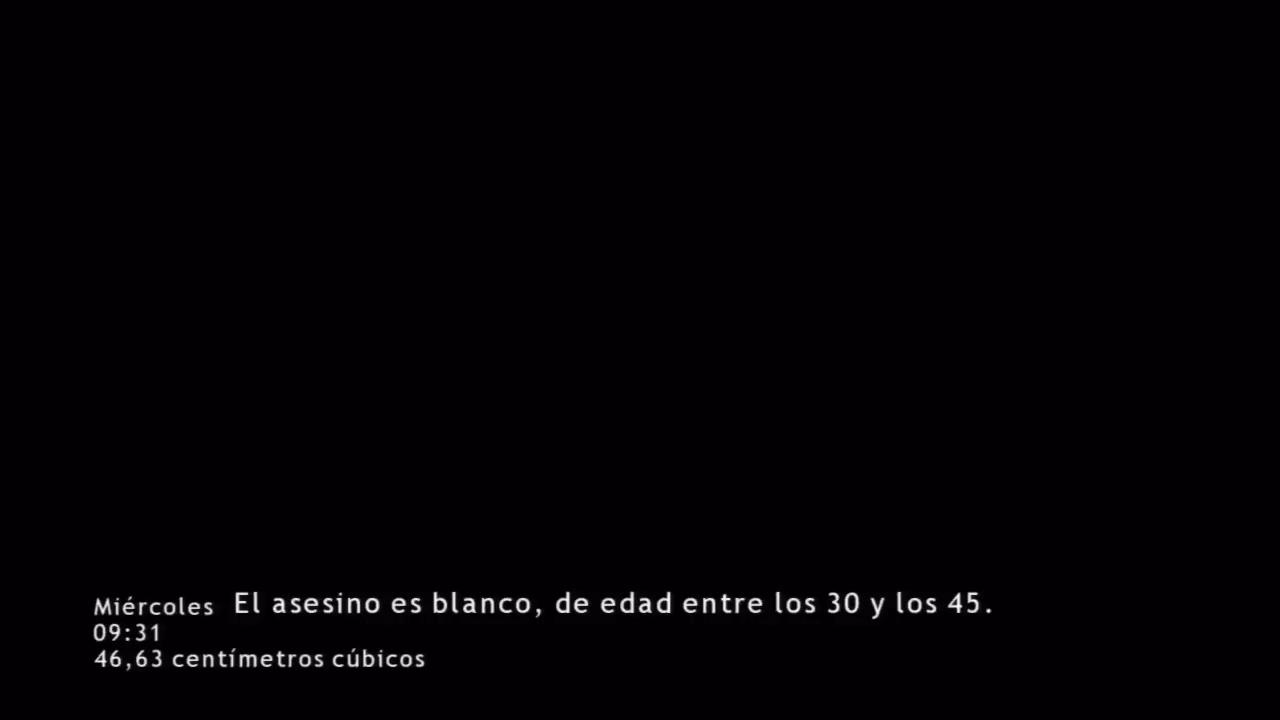 Miércoles
El asesino es blanco, de edad entre los 30 y los 45.
09:31
46,63 centímetros cúbicos